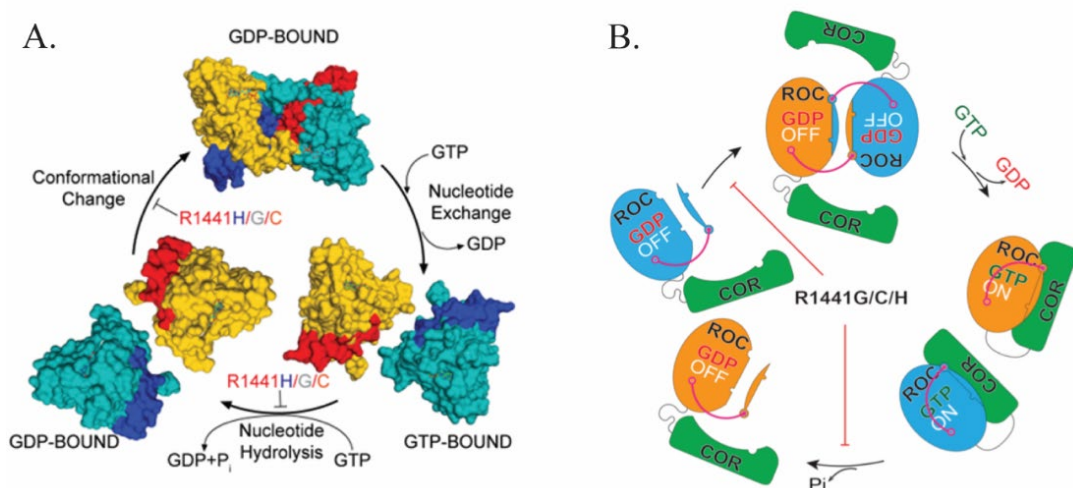 A.
GDP-BOUND
GTP
Nucleotide
Exchange
GDP
Conformational
Change
R1441H/G/C
R1441H/G/C
GDP-BOUND
GTP-BOUND
GDP+Pi
Nucleotide
Hydrolysis
GTP
B.
COR
ROC
GDP
OFF
ROC
GDP
OFF
COR
GTP
GDP
ROC
GDP
OFF
COR
R1441G/C/H
ROC
GTP
ON
COR
ROC
GTP
ON
COR
ROC
GDP
OFF
COR
Pi